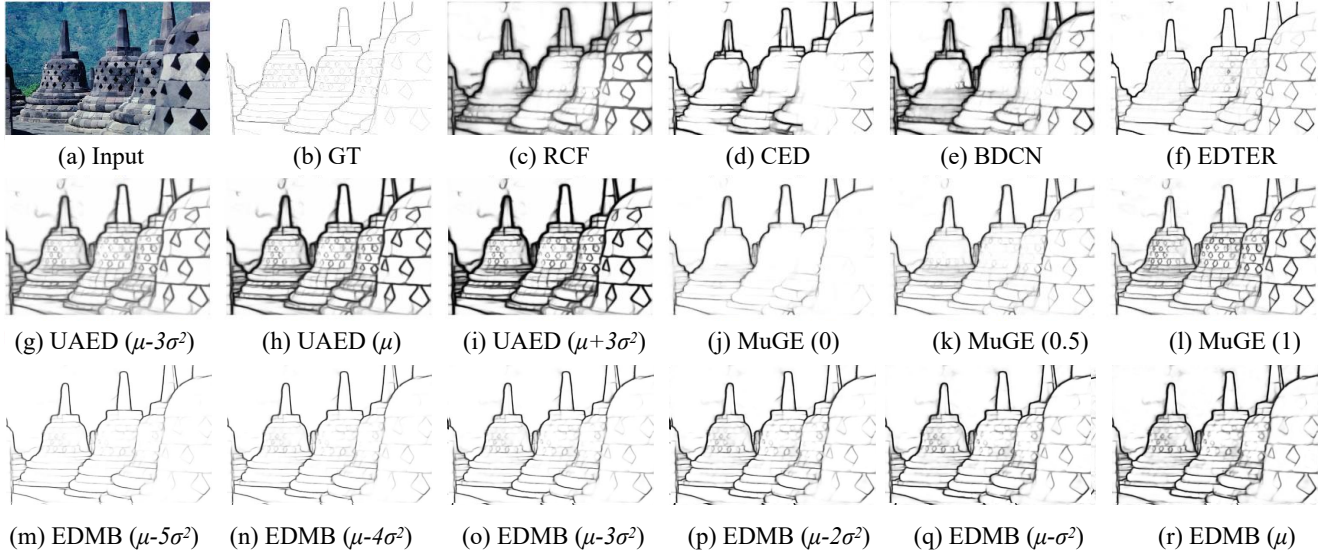 (a) Input (b) GT (c) RCF (d) CED (e) BDCN (f) EDTER
(g) UAED (μ-3σ²) (h) UAED (μ) (i) UAED (μ+3σ²) (j) MuGE (0) (k) MuGE (0.5) (l) MuGE (1)
(m) EDMB (μ-5σ²) (n) EDMB (μ-4σ²) (o) EDMB (μ-3σ²) (p) EDMB (μ-2σ²) (q) EDMB (μ-σ²) (r) EDMB (μ)